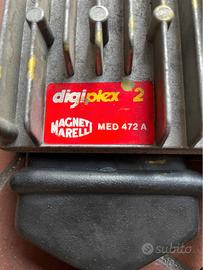 digiplex 2
MAGNETI
MARELLI
MED 472 A
subito